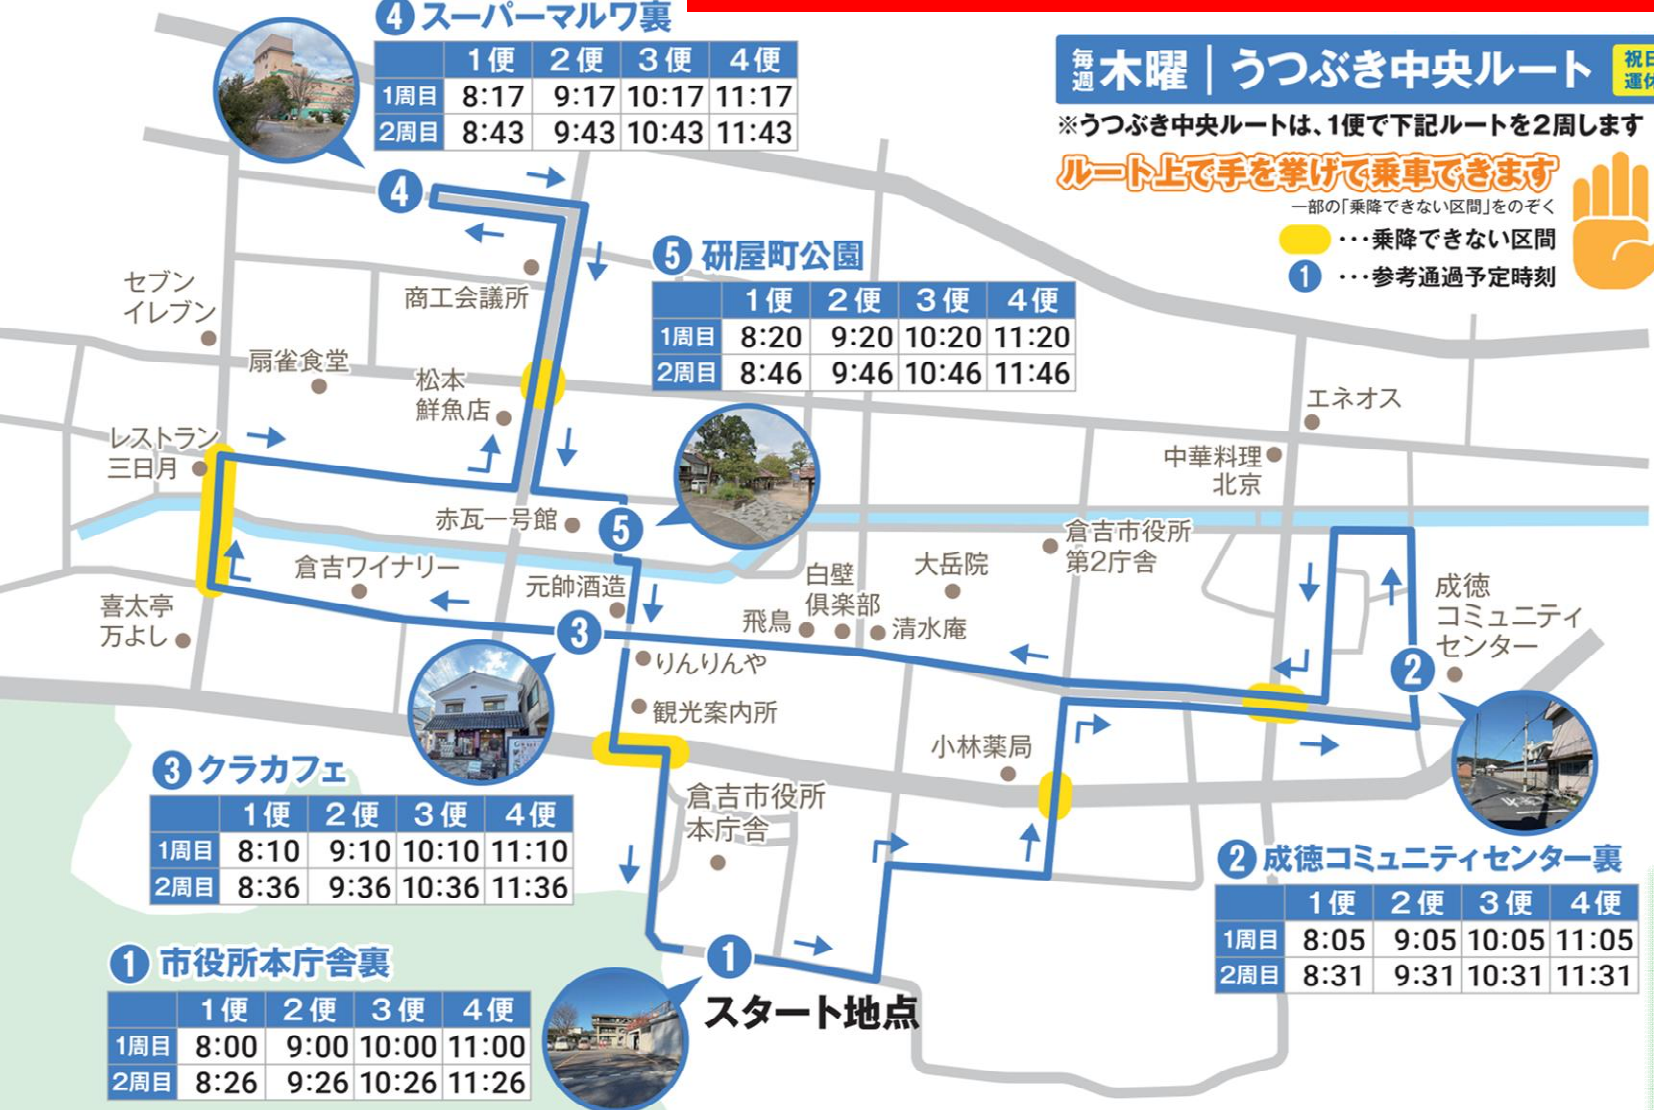 ④スーパーマルワ裏
1便 2便 3便 4便
1周目 8:17 9:17 10:17 11:17
2周目 8:43 9:43 10:43 11:43
毎週木曜｜うつぶき中央ルート
祝日
運休
※うつぶき中央ルートは、1便で下記ルートを2周します
ルート上で手を挙げて乗車できます
一部の「乗降できない区間」をのぞく
･･･乗降できない区間
① ･･･参考通過予定時刻
④
⑤研屋町公園
1便 2便 3便 4便
1周目 8:20 9:20 10:20 11:20
2周目 8:46 9:46 10:46 11:46
セブン
イレブン
商工会議所
扇雀食堂
松本
鮮魚店
エネオス
レストラン
三日月
中華料理
北京
赤瓦一号館
⑤
倉吉市役所
第2庁舎
倉吉ワイナリー
元帥酒造
白壁
倶楽部
大岳院
喜太亭
万よし
③
飛鳥
清水庵
成徳
コミュニティ
センター
②
りんりんや
観光案内所
小林薬局
③クラカフェ
1便 2便 3便 4便
1周目 8:10 9:10 10:10 11:10
2周目 8:36 9:36 10:36 11:36
倉吉市役所
本庁舎
②成徳コミュニティセンター裏
1便 2便 3便 4便
1周目 8:05 9:05 10:05 11:05
2周目 8:31 9:31 10:31 11:31
①市役所本庁舎裏
1便 2便 3便 4便
1周目 8:00 9:00 10:00 11:00
2周目 8:26 9:26 10:26 11:26
①
スタート地点